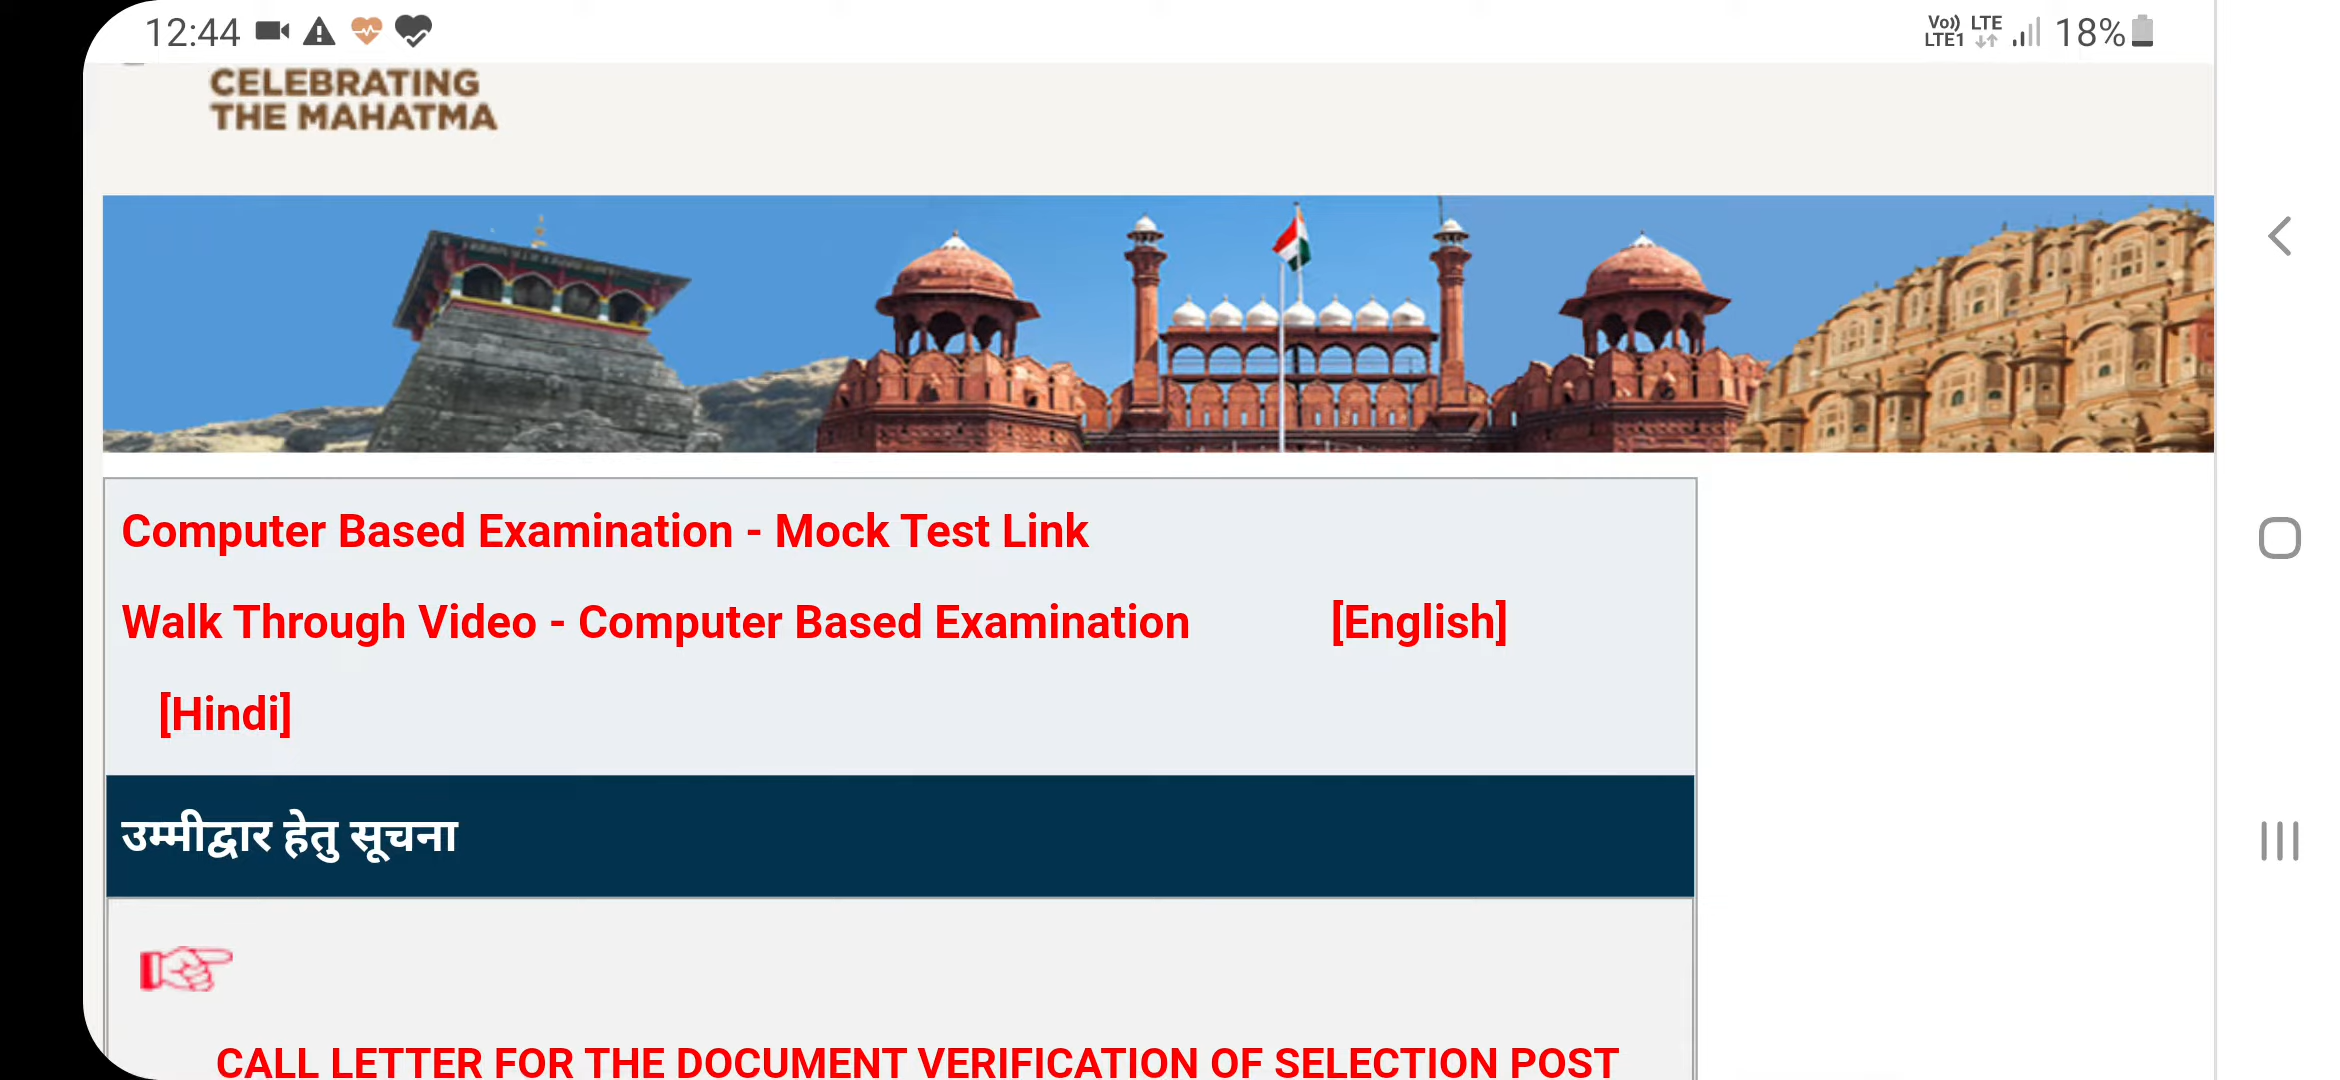 12:44
Vo)) LTE
LTE1
18%
CELEBRATING
THE MAHATMA
Computer Based Examination - Mock Test Link
Walk Through Video - Computer Based Examination [English]
[Hindi]
उम्मीद्वार हेतु सूचना
CALL LETTER FOR THE DOCUMENT VERIFICATION OF SELECTION POST